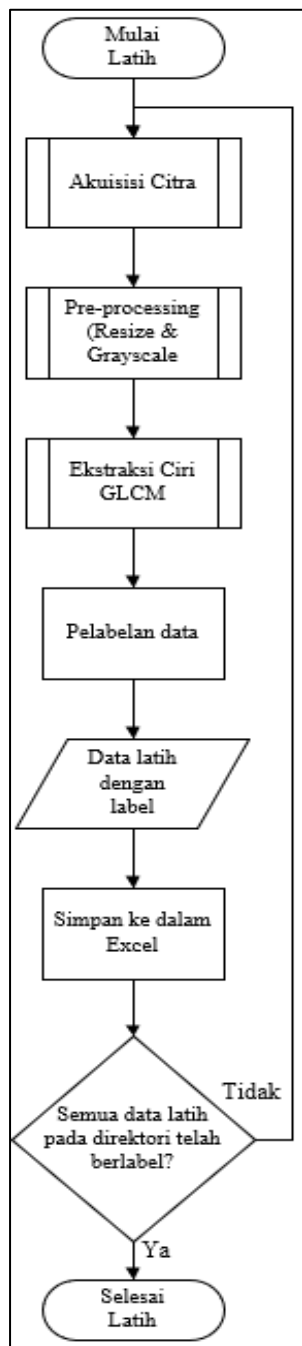 Mulai
Latih
Akuisisi Citra
Pre-processing
(Resize &
Grayscale
Ekstraksi Ciri
GLCM
Pelabelan data
Data latih
dengan
label
Simpan ke dalam
Excel
Tidak
Semua data latih
pada direktori telah
berlabel?
Ya
Selesai
Latih